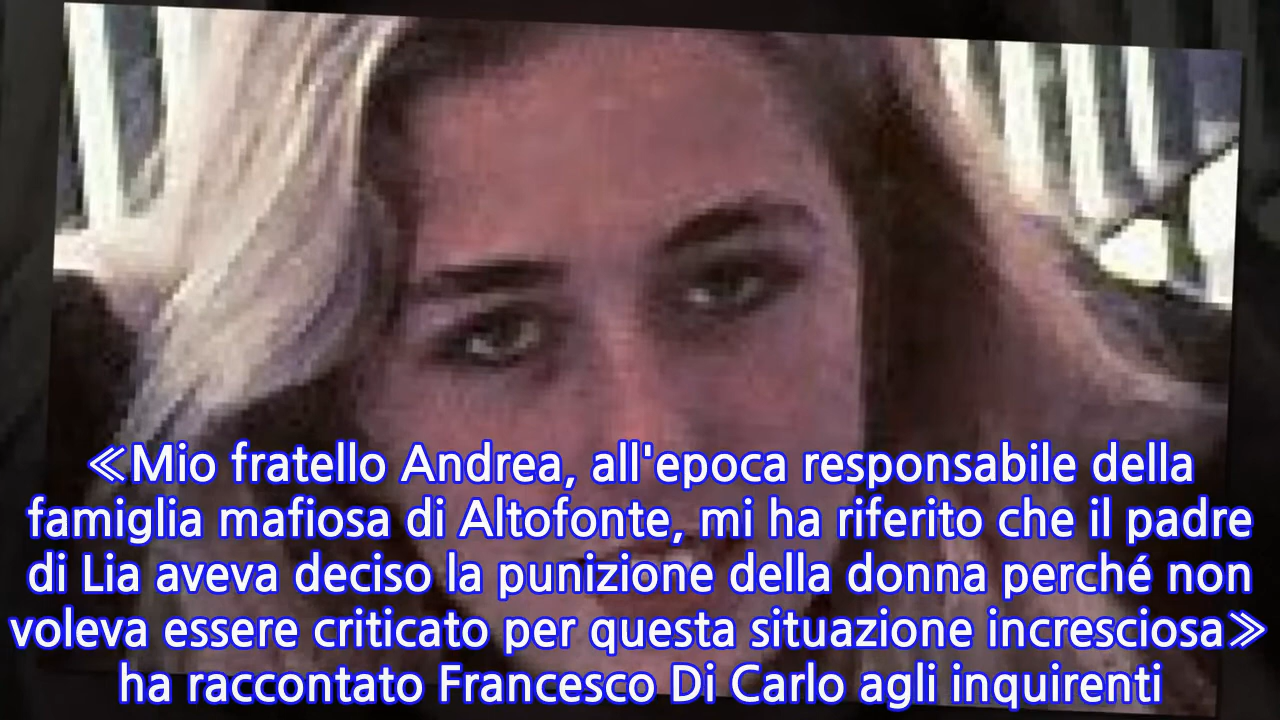 ≪Mio fratello Andrea, all'epoca responsabile della
famiglia mafiosa di Altofonte, mi ha riferito che il padre
di Lia aveva deciso la punizione della donna perché non
voleva essere criticato per questa situazione incresciosa≫
ha raccontato Francesco Di Carlo agli inquirenti